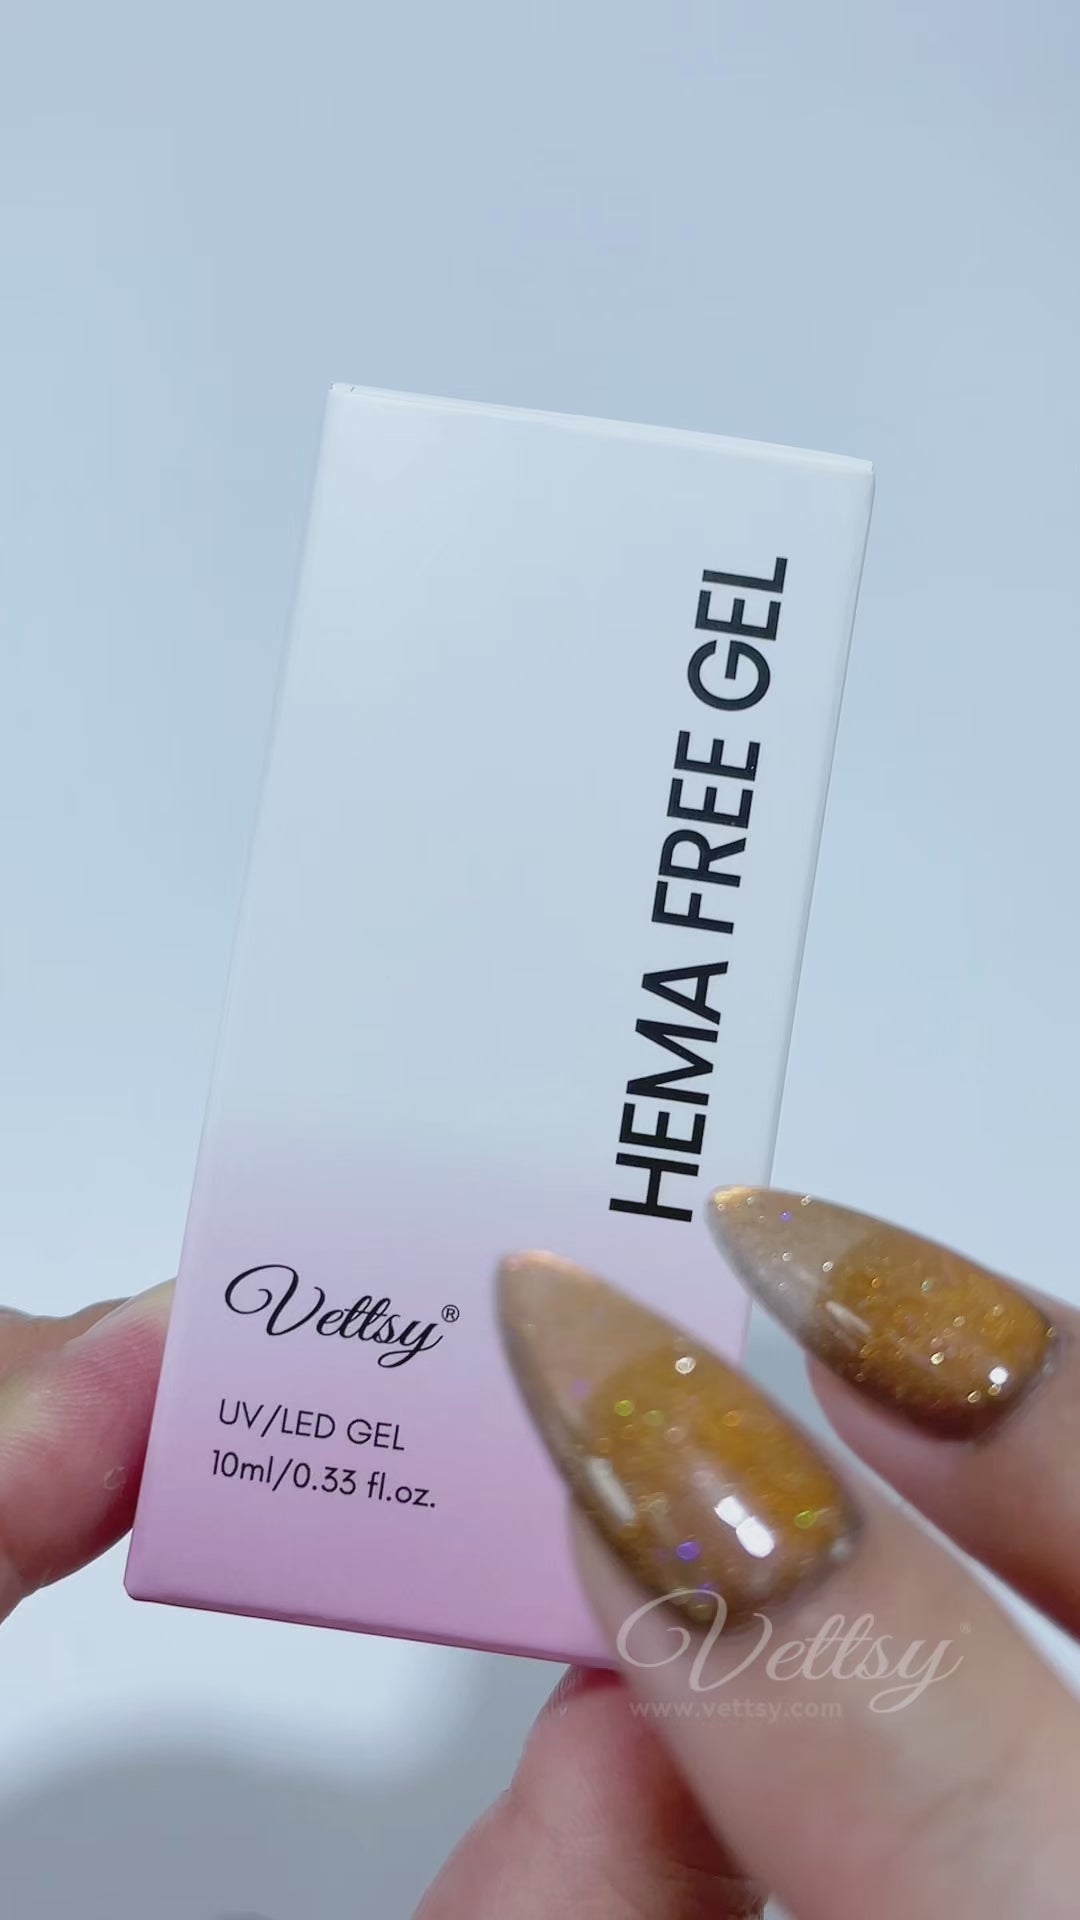 HEMA FREE GEL
Vettsy®
UV/LED GEL
10ml/0.33 fl.oz.
Vettsy®
www.vettsy.com